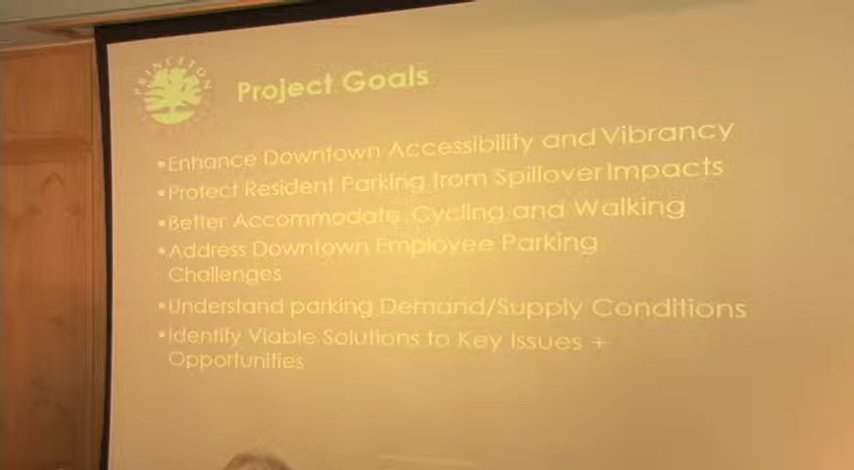 PRINCETON
Project Goals
▪Enhance Downtown Accessibility and Vibrancy
▪Protect Resident Parking from Spillover Impacts
▪Better Accommodate Cycling and Walking
▪Address Downtown Employee Parking
Challenges
▪Understand parking Demand/Supply Conditions
▪Identify Viable Solutions to Key Issues +
Opportunities